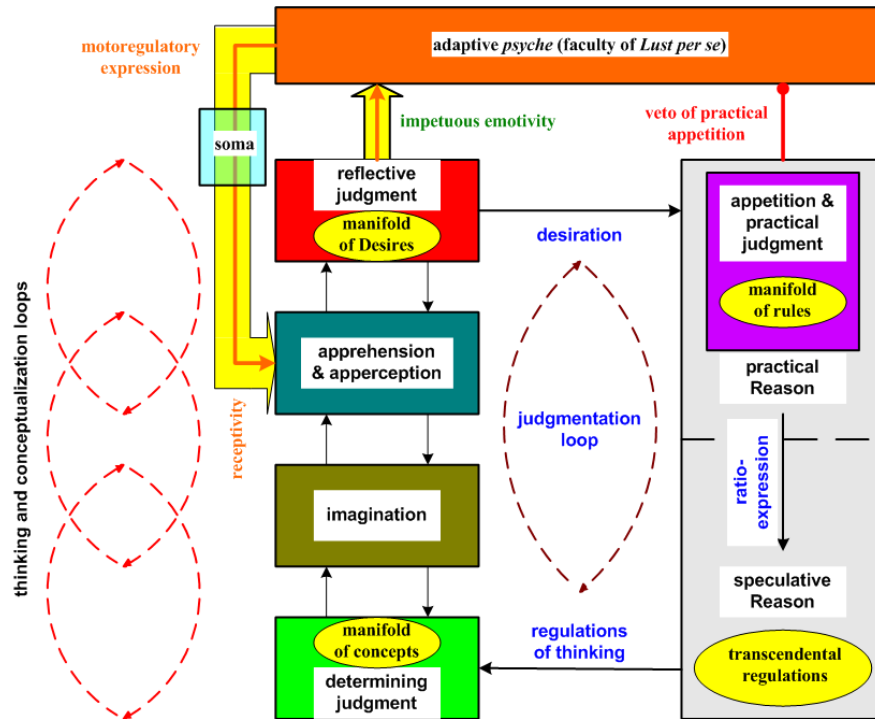 adaptive psyche (faculty of Lust per se)
motoregulatory
expression
soma
impetuous emotivity
veto of practical
appetition
reflective
judgment
manifold
of Desires
desiration
appetition &
practical
judgment
manifold
of rules
practical
Reason
thinking and conceptualization loops
apprehension
& apperception
receptivity
judgmentation
loop
ratio-
expression
imagination
speculative
Reason
manifold
of concepts
determining
judgment
regulations
of thinking
transcendental
regulations